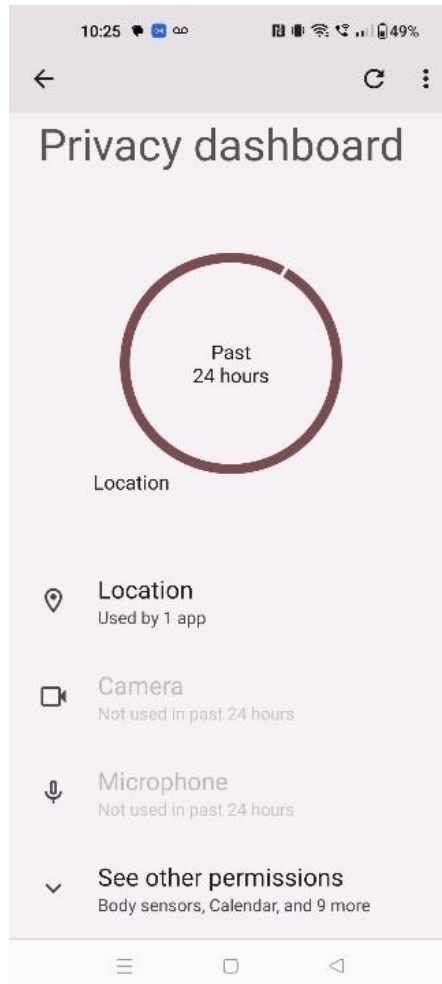 10:25 49%
Privacy dashboard
Past
24 hours
Location
Location
Used by 1 app
Camera
Not used in past 24 hours
Microphone
Not used in past 24 hours
See other permissions
Body sensors, Calendar, and 9 more